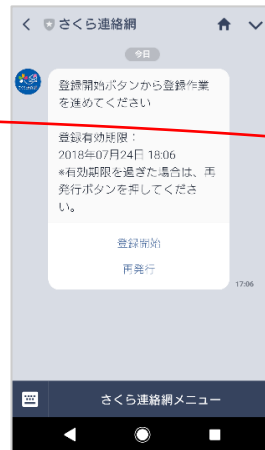 さくら連絡網
今日
登録開始ボタンから登録作業
を進めてください
登録有効期限：
2018年07月24日 18:06
*有効期限を過ぎた場合は、再
発行ボタンを押してくださ
い。
登録開始
再発行
17:06
さくら連絡網メニュー